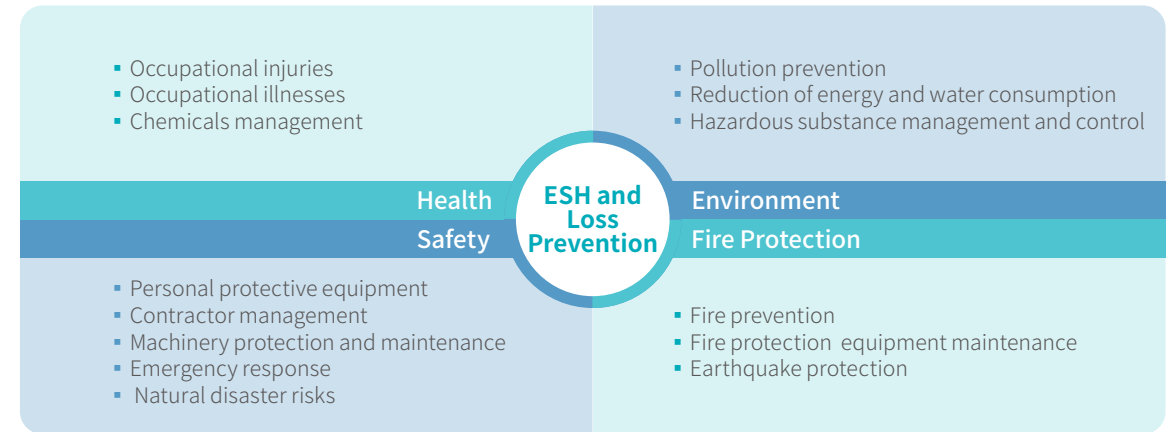 ▪ Occupational injuries
▪ Occupational illnesses
▪ Chemicals management
Health
▪ Pollution prevention
▪ Reduction of energy and water consumption
▪ Hazardous substance management and control
Environment
ESH and
Loss
Prevention
Safety
▪ Personal protective equipment
▪ Contractor management
▪ Machinery protection and maintenance
▪ Emergency response
▪ Natural disaster risks
Fire Protection
▪ Fire prevention
▪ Fire protection equipment maintenance
▪ Earthquake protection